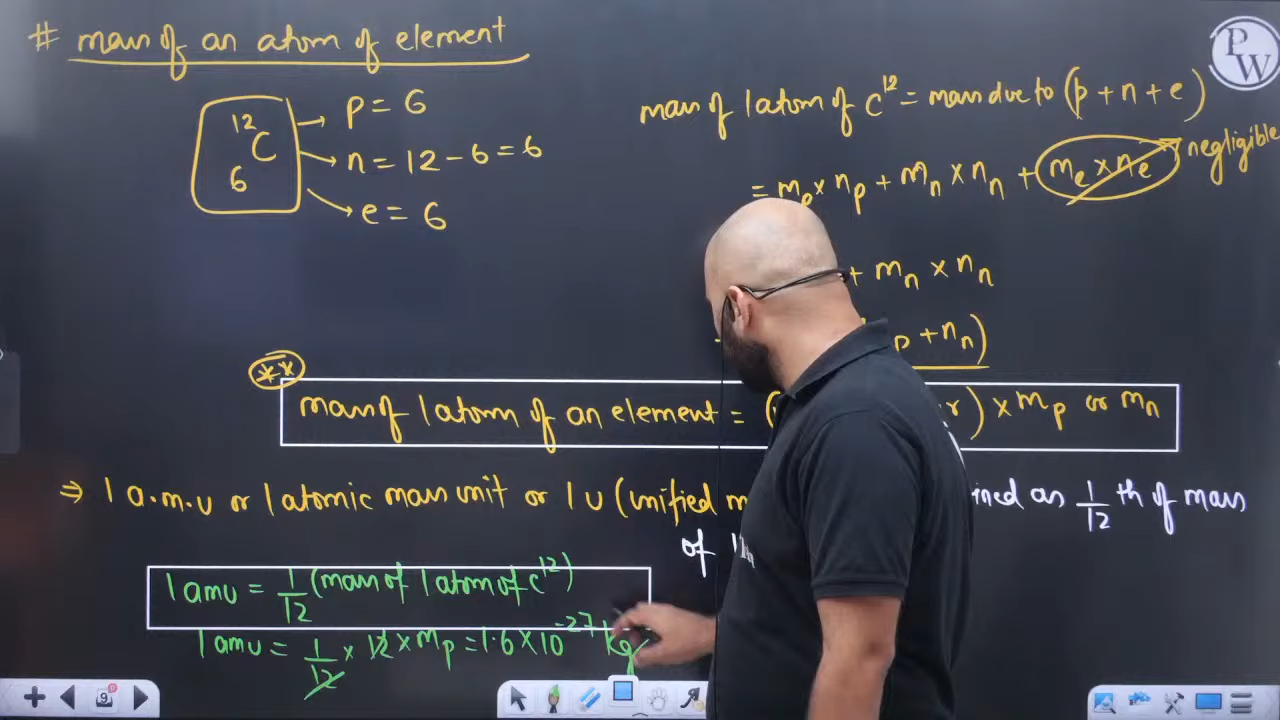 # mass of an atom of element
PW
12
C
6
p = 6
n = 12 - 6 = 6
e = 6
mass of 1 atom of C¹² = mass due to (p + n + e)
= mₚ × nₚ + mₙ × nₙ + mₑ × nₑ negligible
+ mₙ × nₙ
p + nₙ)
**
mass of 1 atom of an element = ( r) × mₚ or mₙ
⇒ 1 a.m.u or 1 atomic mass unit or 1 u (unified m ined as 1/12 th of mass
of 1
1 amu = 1/12 (mass of 1 atom of C¹²)
1 amu = 1/12 × 12 × mₚ = 1.6 × 10⁻²⁷ kg
9